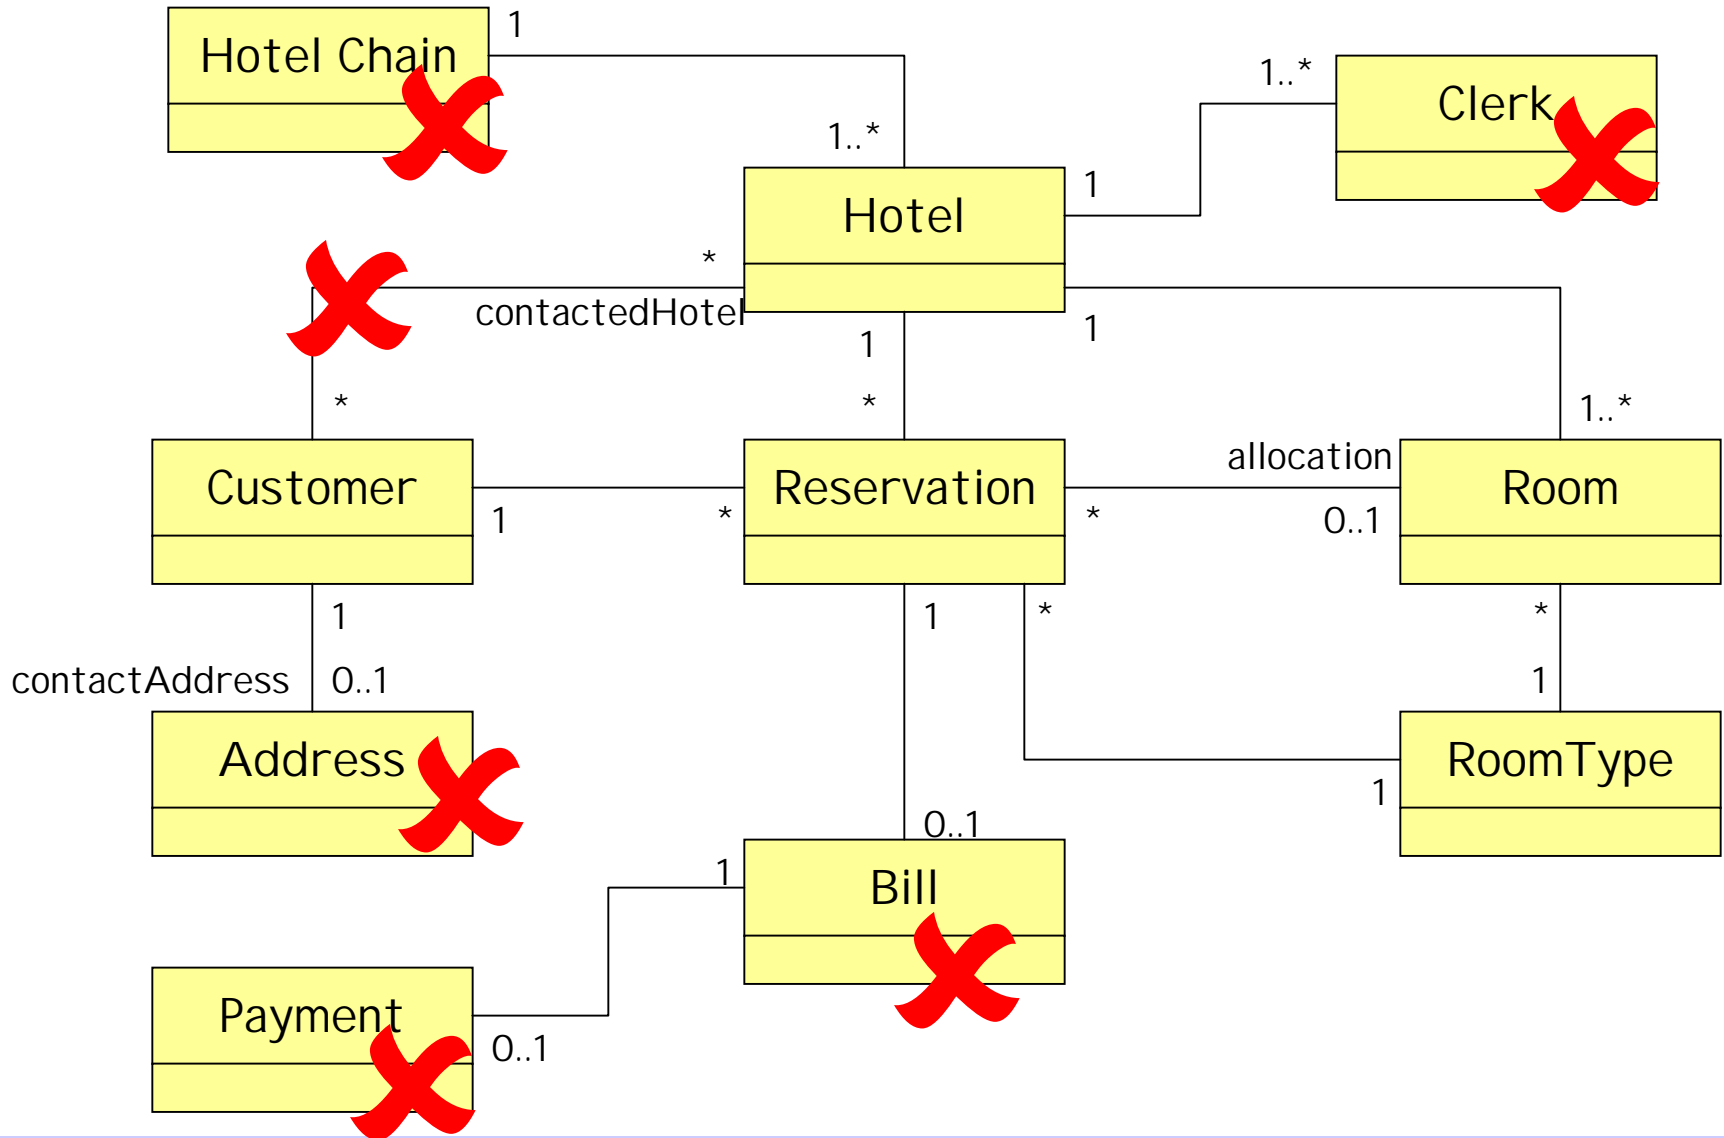 Hotel Chain
1
1..*
1..*
Clerk
Hotel
1
1
*
contactedHotel
1
*
*
1..*
Customer
1
*
Reservation
*
allocation
0..1
Room
1
contactAddress
0..1
1
*
*
1
Address
RoomType
1
0..1
1
Bill
Payment
0..1